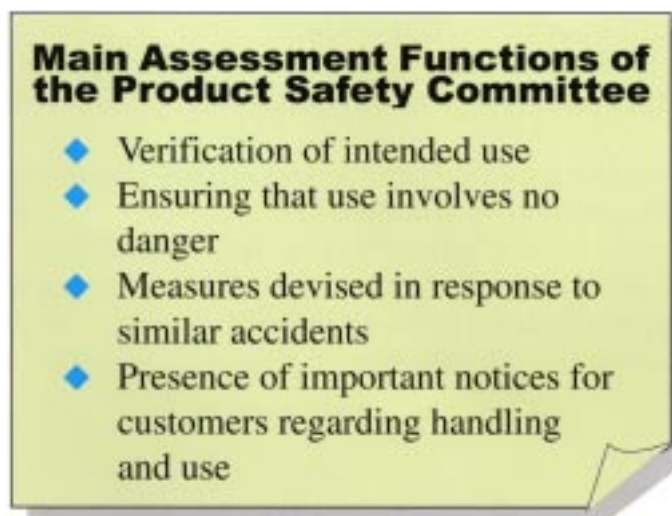 Main Assessment Functions of
the Product Safety Committee
Verification of intended use
Ensuring that use involves no
danger
Measures devised in response to
similar accidents
Presence of important notices for
customers regarding handling
and use